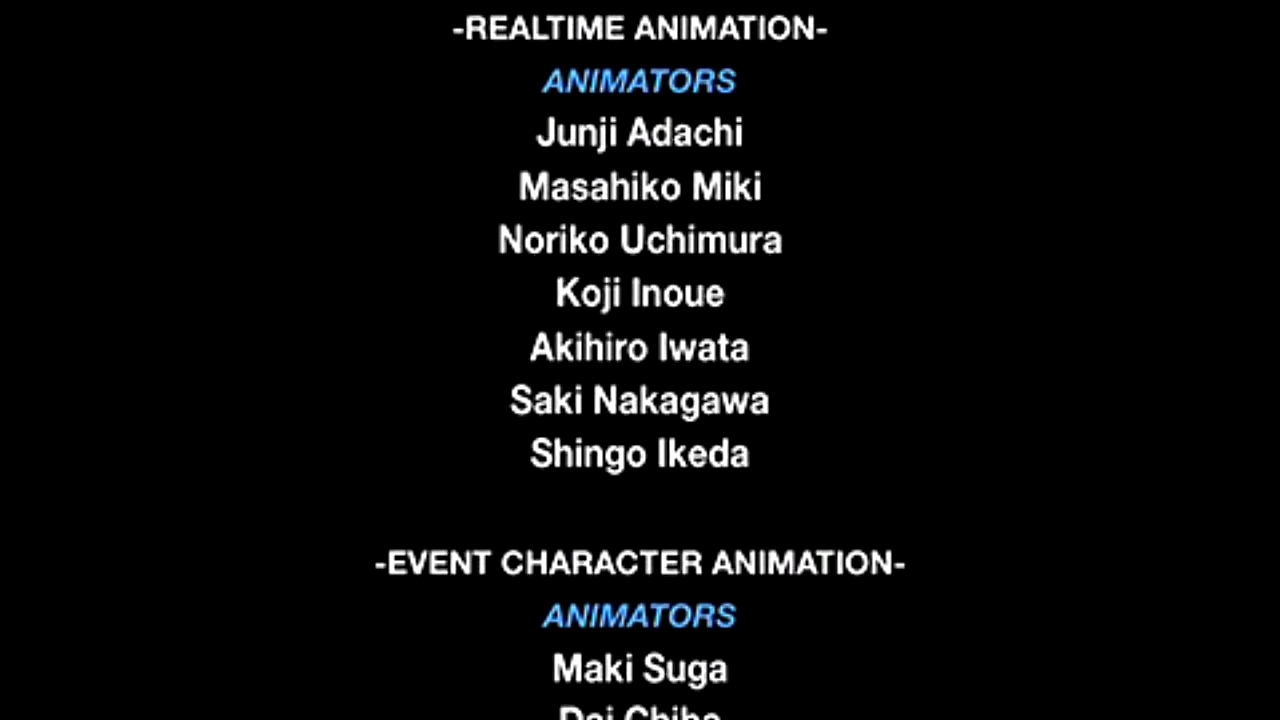 -REALTIME ANIMATION-
ANIMATORS
Junji Adachi
Masahiko Miki
Noriko Uchimura
Koji Inoue
Akihiro Iwata
Saki Nakagawa
Shingo Ikeda
-EVENT CHARACTER ANIMATION-
ANIMATORS
Maki Suga